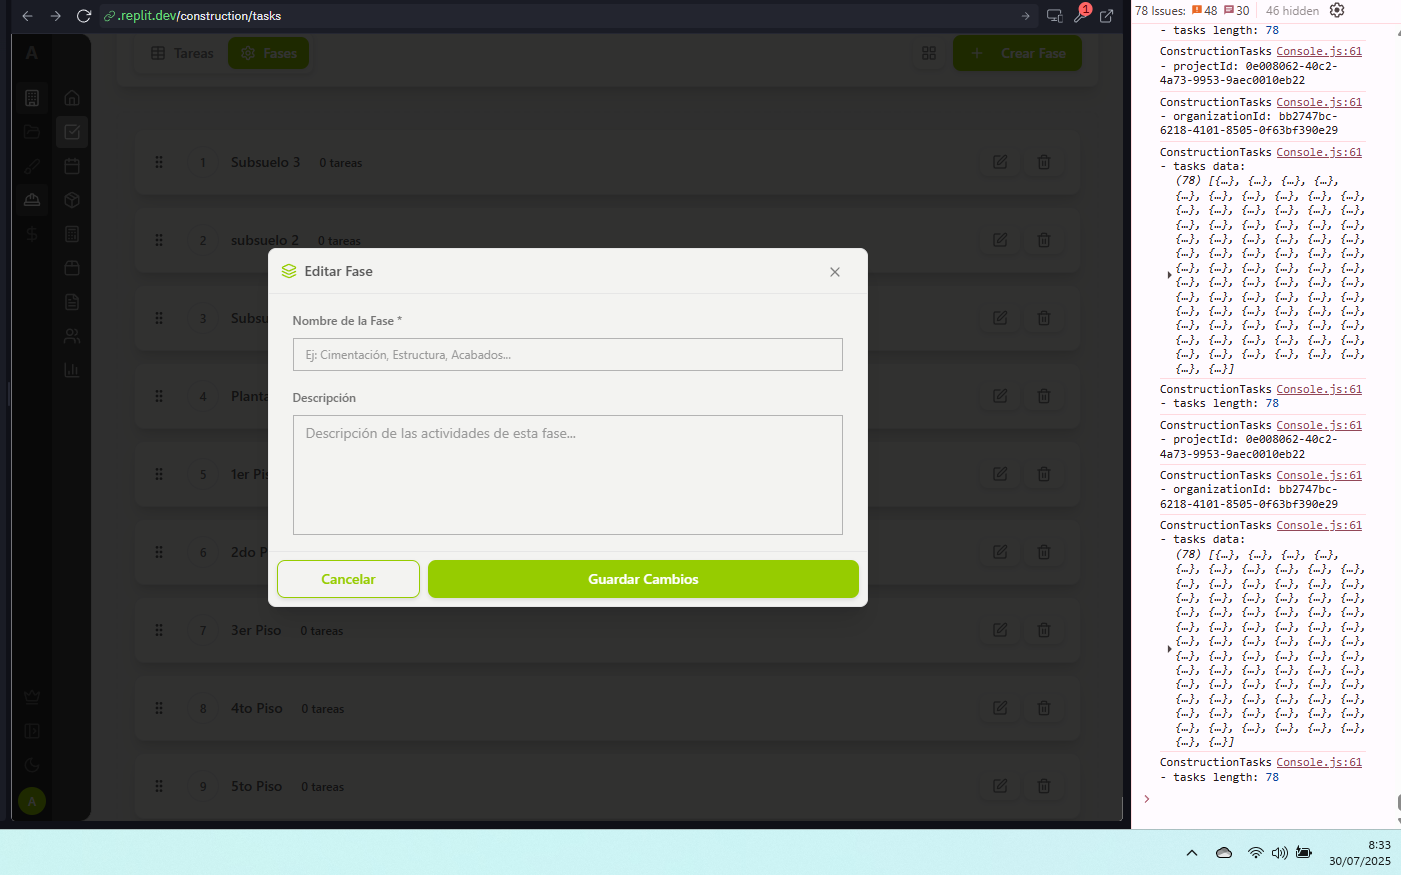 .replit.dev/construction/tasks
1
78 Issues: 48 30 46 hidden
A
Tareas
Fases
Crear Fase
1 Subsuelo 3 0 tareas
2 subsuelo 2 0 tareas
3 Subsu
4 Planta
5 1er Pis
6 2do P
7 3er Piso 0 tareas
8 4to Piso 0 tareas
9 5to Piso 0 tareas
A
Editar Fase
Nombre de la Fase *
Ej: Cimentación, Estructura, Acabados...
Descripción
Descripción de las actividades de esta fase...
Cancelar
Guardar Cambios
- tasks length: 78
ConstructionTasks Console.js:61
- projectId: 0e008062-40c2-
4a73-9953-9aec0010eb22
ConstructionTasks Console.js:61
- organizationId: bb2747bc-
6218-4101-8505-0f63bf390e29
ConstructionTasks Console.js:61
- tasks data:
(78) [{…}, {…}, {…}, {…},
{…}, {…}, {…}, {…}, {…}, {…},
{…}, {…}, {…}, {…}, {…}, {…},
{…}, {…}, {…}, {…}, {…}, {…},
{…}, {…}, {…}, {…}, {…}, {…},
{…}, {…}, {…}, {…}, {…}, {…},
{…}, {…}, {…}, {…}, {…}, {…},
{…}, {…}, {…}, {…}, {…}, {…},
{…}, {…}, {…}, {…}, {…}, {…},
{…}, {…}, {…}, {…}, {…}, {…},
{…}, {…}, {…}, {…}, {…}, {…},
{…}, {…}, {…}, {…}, {…}, {…},
{…}, {…}, {…}, {…}, {…}, {…},
{…}, {…}]
ConstructionTasks Console.js:61
- tasks length: 78
ConstructionTasks Console.js:61
- projectId: 0e008062-40c2-
4a73-9953-9aec0010eb22
ConstructionTasks Console.js:61
- organizationId: bb2747bc-
6218-4101-8505-0f63bf390e29
ConstructionTasks Console.js:61
- tasks data:
(78) [{…}, {…}, {…}, {…},
{…}, {…}, {…}, {…}, {…}, {…},
{…}, {…}, {…}, {…}, {…}, {…},
{…}, {…}, {…}, {…}, {…}, {…},
{…}, {…}, {…}, {…}, {…}, {…},
{…}, {…}, {…}, {…}, {…}, {…},
{…}, {…}, {…}, {…}, {…}, {…},
{…}, {…}, {…}, {…}, {…}, {…},
{…}, {…}, {…}, {…}, {…}, {…},
{…}, {…}, {…}, {…}, {…}, {…},
{…}, {…}, {…}, {…}, {…}, {…},
{…}, {…}, {…}, {…}, {…}, {…},
{…}, {…}, {…}, {…}, {…}, {…},
{…}, {…}]
ConstructionTasks Console.js:61
- tasks length: 78
8:33
30/07/2025